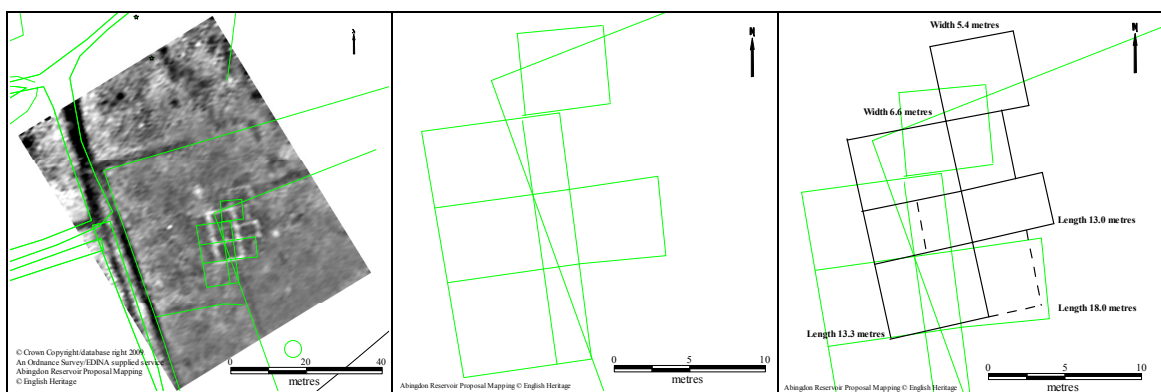 © Crown Copyright/database right 2009
An Ordnance Survey/EDINA supplied service
Abingdon Reservoir Proposal Mapping
© English Heritage
0 20 40
metres
N
0 5 10
metres
Abingdon Reservoir Proposal Mapping © English Heritage
Width 5.4 metres
N
Width 6.6 metres
Length 13.0 metres
Length 18.0 metres
Length 13.3 metres
0 5 10
metres
Abingdon Reservoir Proposal Mapping © English Heritage